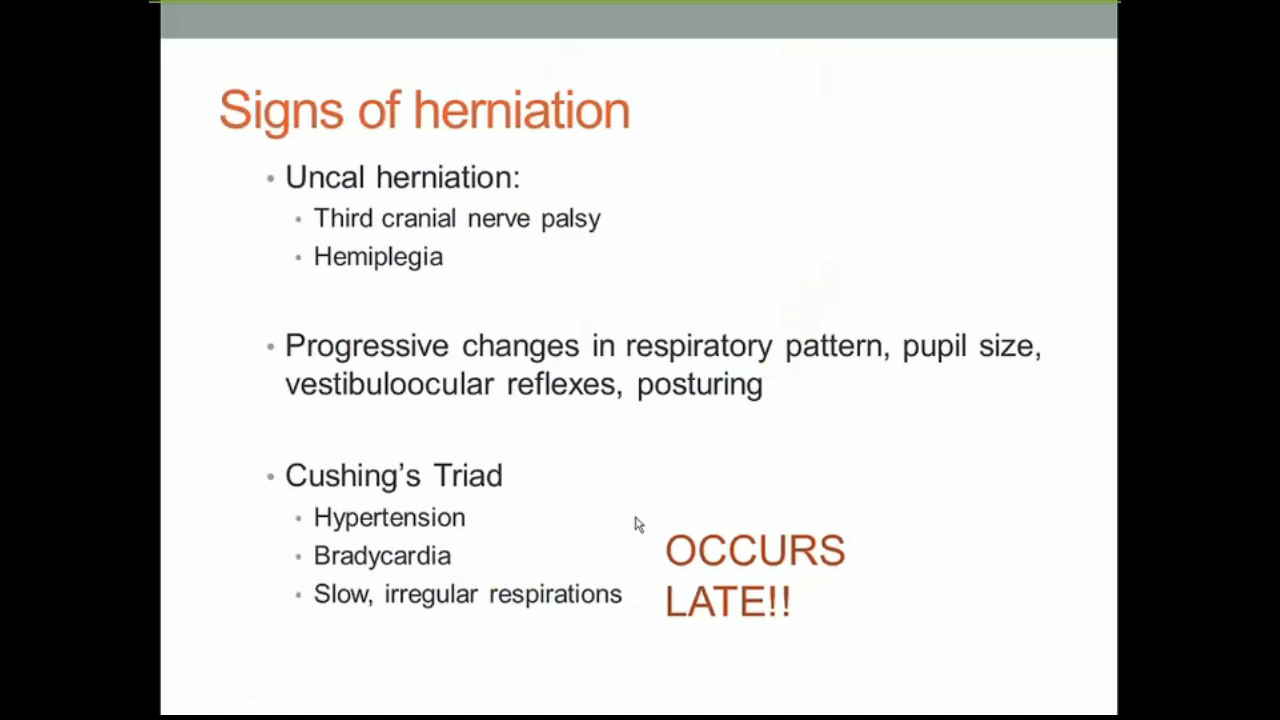 Signs of herniation
• Uncal herniation:
• Third cranial nerve palsy
• Hemiplegia
• Progressive changes in respiratory pattern, pupil size,
vestibuloocular reflexes, posturing
• Cushing’s Triad
• Hypertension
• Bradycardia
• Slow, irregular respirations
OCCURS
LATE!!